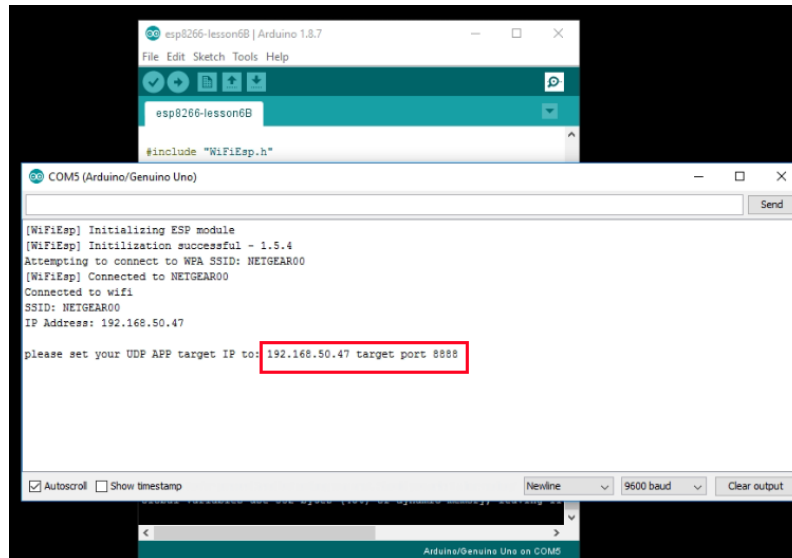 esp8266-lesson6B | Arduino 1.8.7
File Edit Sketch Tools Help
esp8266-lesson6B
#include "WiFiEsp.h"
COM5 (Arduino/Genuino Uno)
Send
[WiFiEsp] Initializing ESP module
[WiFiEsp] Initilization successful - 1.5.4
Attempting to connect to WPA SSID: NETGEAR00
[WiFiEsp] Connected to NETGEAR00
Connected to wifi
SSID: NETGEAR00
IP Address: 192.168.50.47
please set your UDP APP target IP to: 192.168.50.47 target port 8888
Autoscroll Show timestamp Newline 9600 baud Clear output
Arduino/Genuino Uno on COM5